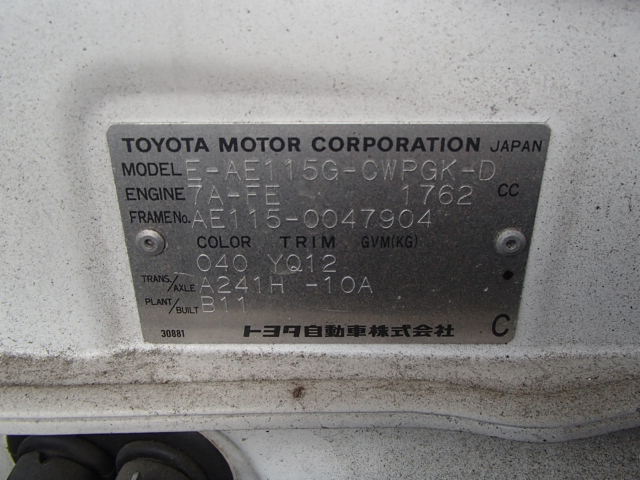 TOYOTA MOTOR CORPORATION JAPAN
MODEL E-AE115G-CWPGK-D
ENGINE 7A-FE 1762 CC
FRAME No. AE115-0047904
COLOR TRIM GVM(KG)
040 YQ12
TRANS./AXLE A241H -10A
PLANT/BUILT B11
30881 トヨタ自動車株式会社 C